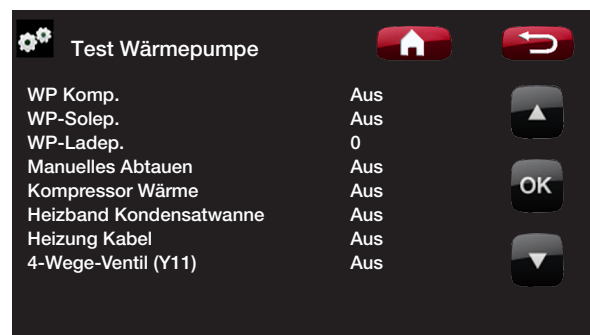 Test Wärmepumpe
WP Komp. Aus
WP-Solep. Aus
WP-Ladep. 0
Manuelles Abtauen Aus
Kompressor Wärme Aus
Heizband Kondensatwanne Aus
Heizung Kabel Aus
4-Wege-Ventil (Y11) Aus
OK